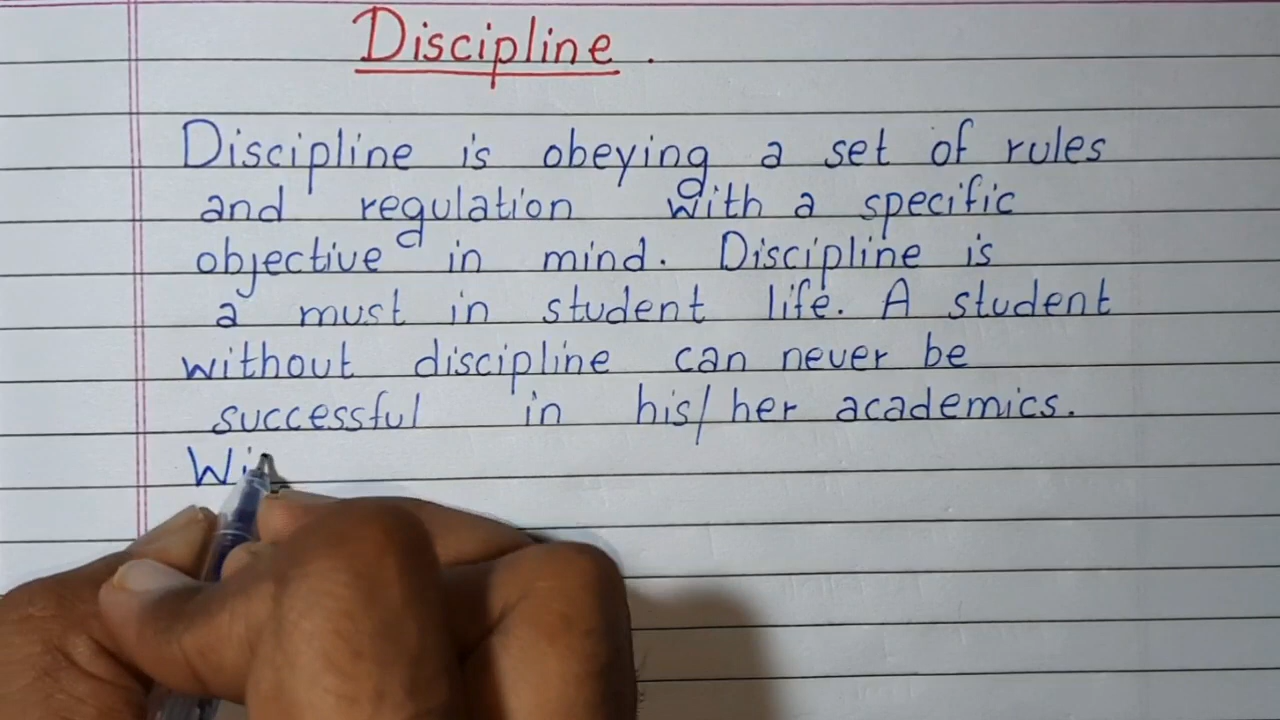 Discipline.
Discipline is obeying a set of rules
and regulation with a specific
objective in mind. Discipline is
a must in student life. A student
without discipline can never be
successful in his/her academics.
Wi